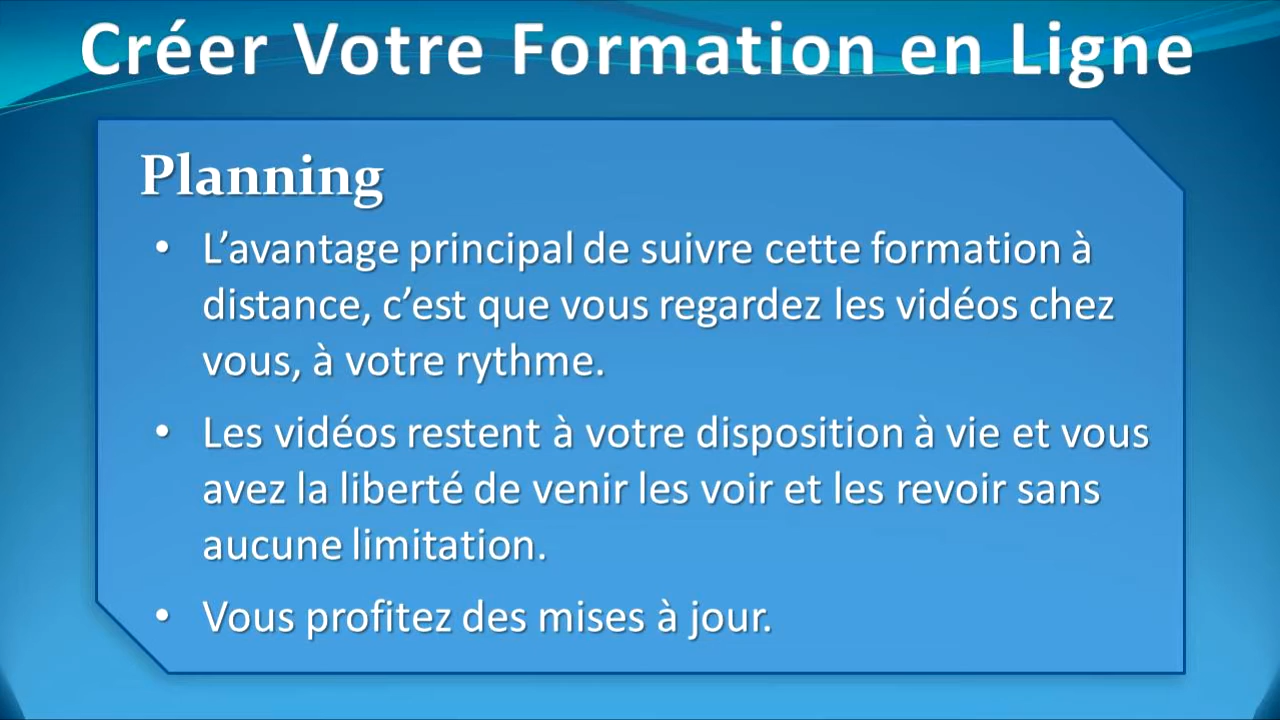 Créer Votre Formation en Ligne
Planning
• L’avantage principal de suivre cette formation à
distance, c’est que vous regardez les vidéos chez
vous, à votre rythme.
• Les vidéos restent à votre disposition à vie et vous
avez la liberté de venir les voir et les revoir sans
aucune limitation.
• Vous profitez des mises à jour.